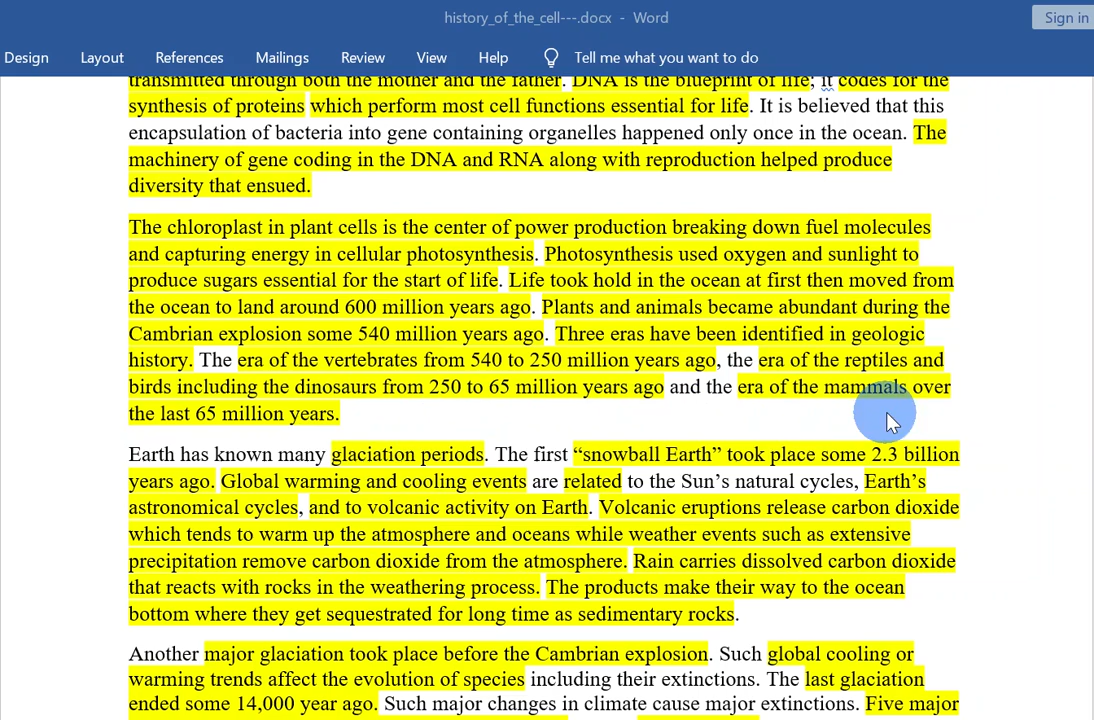 history_of_the_cell---.docx - Word
Sign in
Design Layout References Mailings Review View Help Tell me what you want to do
transmitted through both the mother and the father. DNA is the blueprint of life; it codes for the
synthesis of proteins which perform most cell functions essential for life. It is believed that this
encapsulation of bacteria into gene containing organelles happened only once in the ocean. The
machinery of gene coding in the DNA and RNA along with reproduction helped produce
diversity that ensued.
The chloroplast in plant cells is the center of power production breaking down fuel molecules
and capturing energy in cellular photosynthesis. Photosynthesis used oxygen and sunlight to
produce sugars essential for the start of life. Life took hold in the ocean at first then moved from
the ocean to land around 600 million years ago. Plants and animals became abundant during the
Cambrian explosion some 540 million years ago. Three eras have been identified in geologic
history. The era of the vertebrates from 540 to 250 million years ago, the era of the reptiles and
birds including the dinosaurs from 250 to 65 million years ago and the era of the mammals over
the last 65 million years.
Earth has known many glaciation periods. The first “snowball Earth” took place some 2.3 billion
years ago. Global warming and cooling events are related to the Sun’s natural cycles, Earth’s
astronomical cycles, and to volcanic activity on Earth. Volcanic eruptions release carbon dioxide
which tends to warm up the atmosphere and oceans while weather events such as extensive
precipitation remove carbon dioxide from the atmosphere. Rain carries dissolved carbon dioxide
that reacts with rocks in the weathering process. The products make their way to the ocean
bottom where they get sequestrated for long time as sedimentary rocks.
Another major glaciation took place before the Cambrian explosion. Such global cooling or
warming trends affect the evolution of species including their extinctions. The last glaciation
ended some 14,000 year ago. Such major changes in climate cause major extinctions. Five major